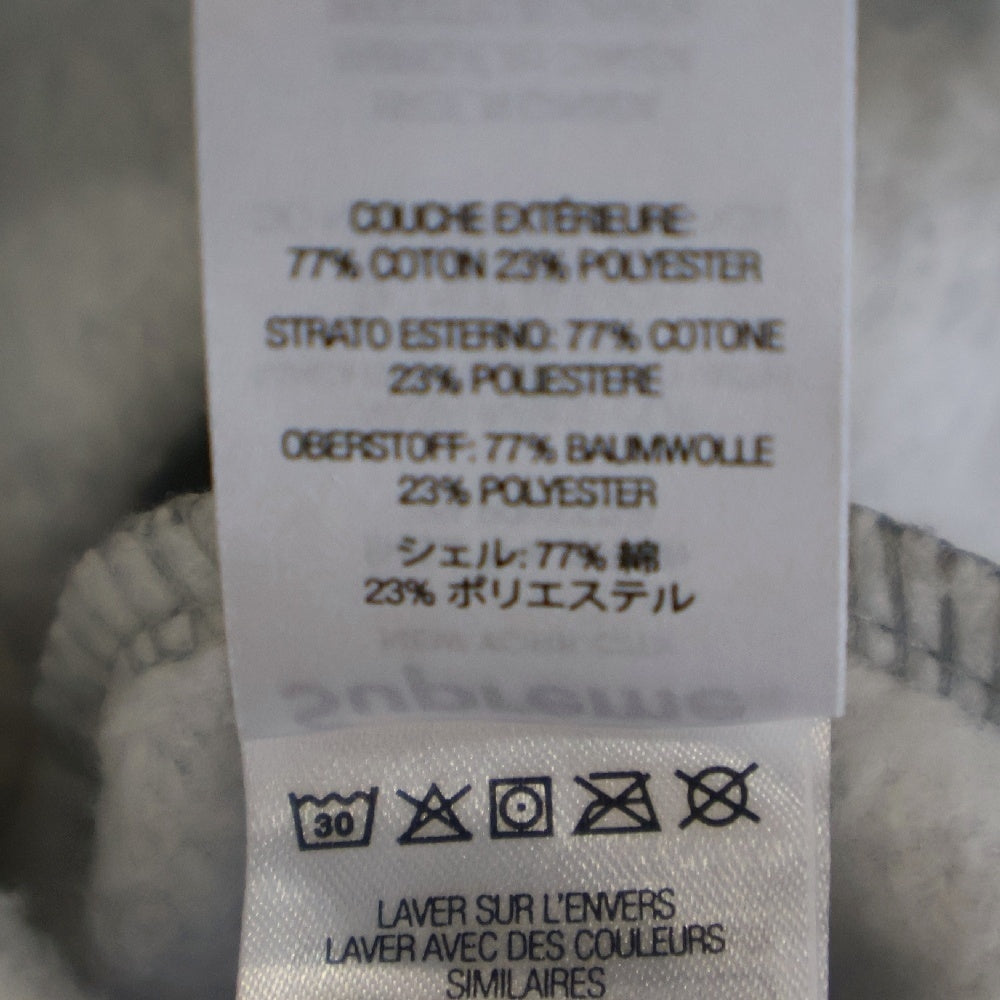 COUCHE EXTÉRIEURE:
77% COTON 23% POLYESTER
STRATO ESTERNO: 77% COTONE
23% POLIESTERE
OBERSTOFF: 77% BAUMWOLLE
23% POLYESTER
シェル: 77% 綿
23% ポリエステル
supreme
30
LAVER SUR L'ENVERS
LAVER AVEC DES COULEURS
SIMILAIRES